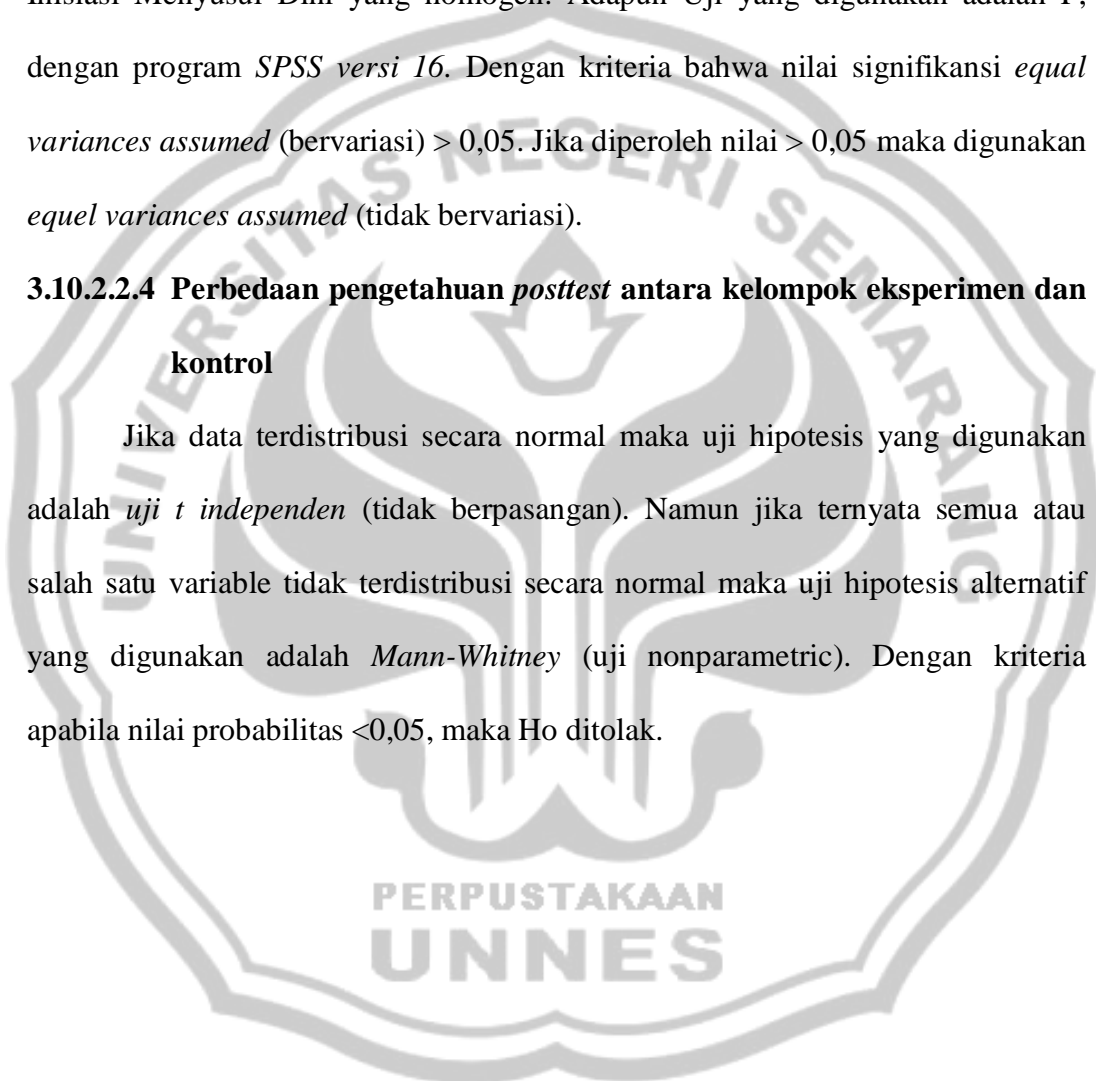 Inisiasi Menyusui Dini yang homogen. Adapun Uji yang digunakan adalah F,
dengan program SPSS versi 16. Dengan kriteria bahwa nilai signifikansi equal
variances assumed (bervariasi) > 0,05. Jika diperoleh nilai > 0,05 maka digunakan
equel variances assumed (tidak bervariasi).
3.10.2.2.4 Perbedaan pengetahuan posttest antara kelompok eksperimen dan
kontrol
Jika data terdistribusi secara normal maka uji hipotesis yang digunakan
adalah uji t independen (tidak berpasangan). Namun jika ternyata semua atau
salah satu variable tidak terdistribusi secara normal maka uji hipotesis alternatif
yang digunakan adalah Mann-Whitney (uji nonparametric). Dengan kriteria
apabila nilai probabilitas <0,05, maka Ho ditolak.
UNIVERSITAS NEGERI SEMARANG
PERPUSTAKAAN
UNNES